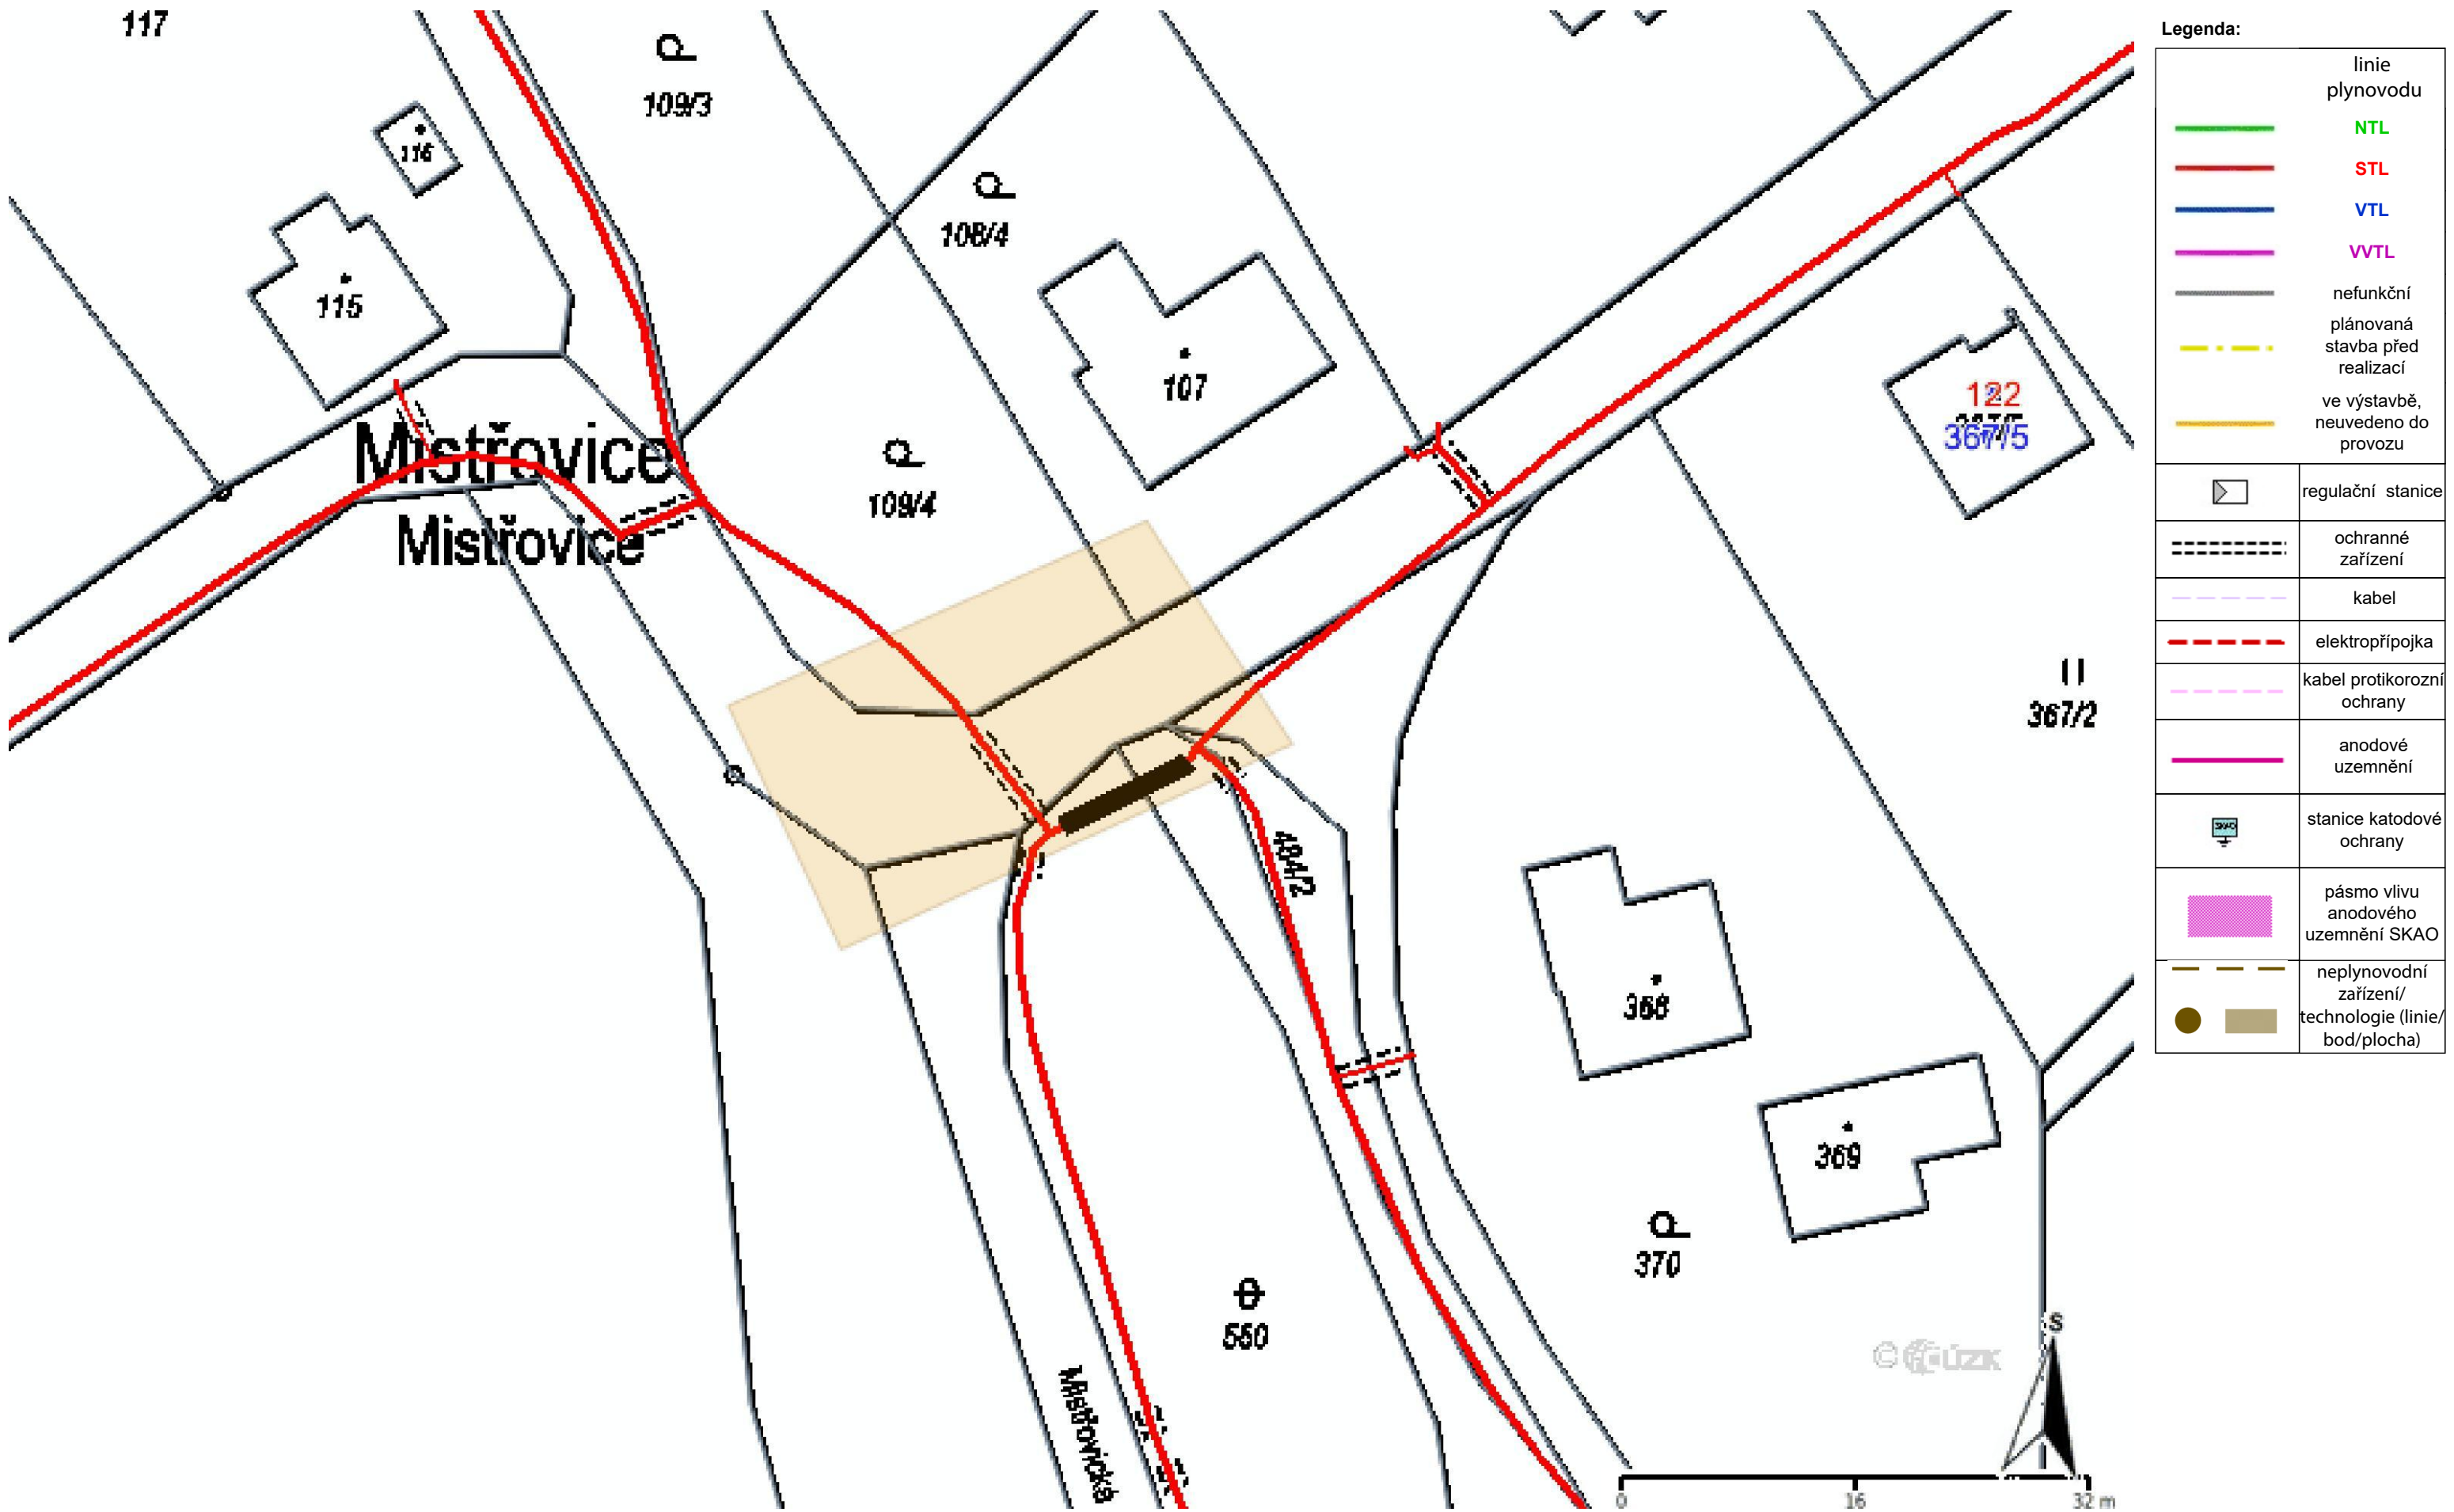 117
109/3
116
108/4
115
107
122
367/5
Mistřovice
109/4
Mistřovice
367/2
484/2
368
369
370
550
Mistřovická
S
0 16 32 m
Legenda:
linie
plynovodu
NTL
STL
VTL
VVTL
nefunkční
plánovaná
stavba před
realizací
ve výstavbě,
neuvedeno do
provozu
regulační stanice
ochranné
zařízení
kabel
elektropřípojka
kabel protikorozní
ochrany
anodové
uzemnění
SKAO
stanice katodové
ochrany
pásmo vlivu
anodového
uzemnění SKAO
neplynovodní
zařízení/
technologie (linie/
bod/plocha)